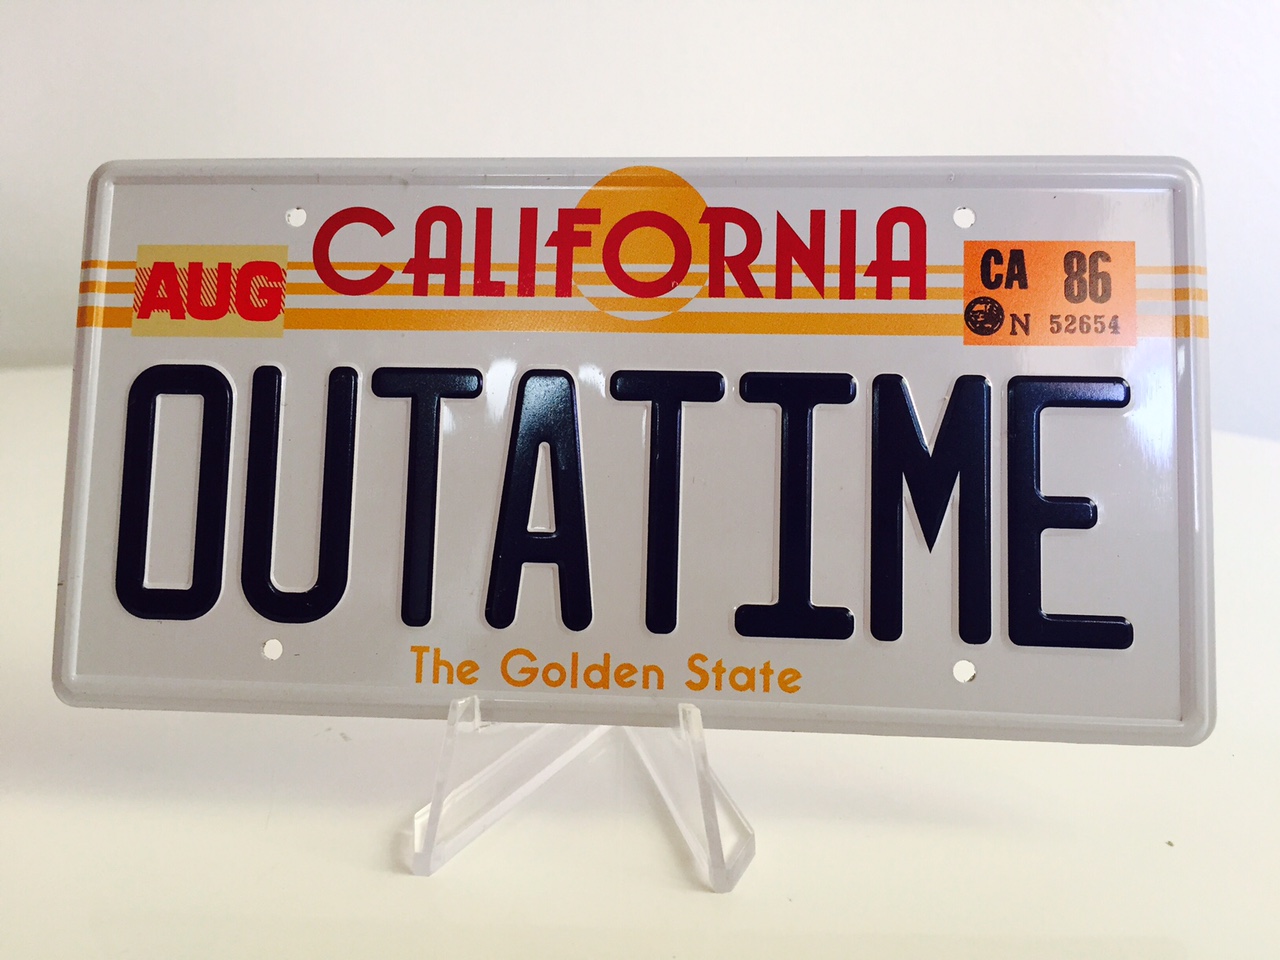 CALIFORNIA
AUG
CA 86
N 52654
OUTATIME
The Golden State